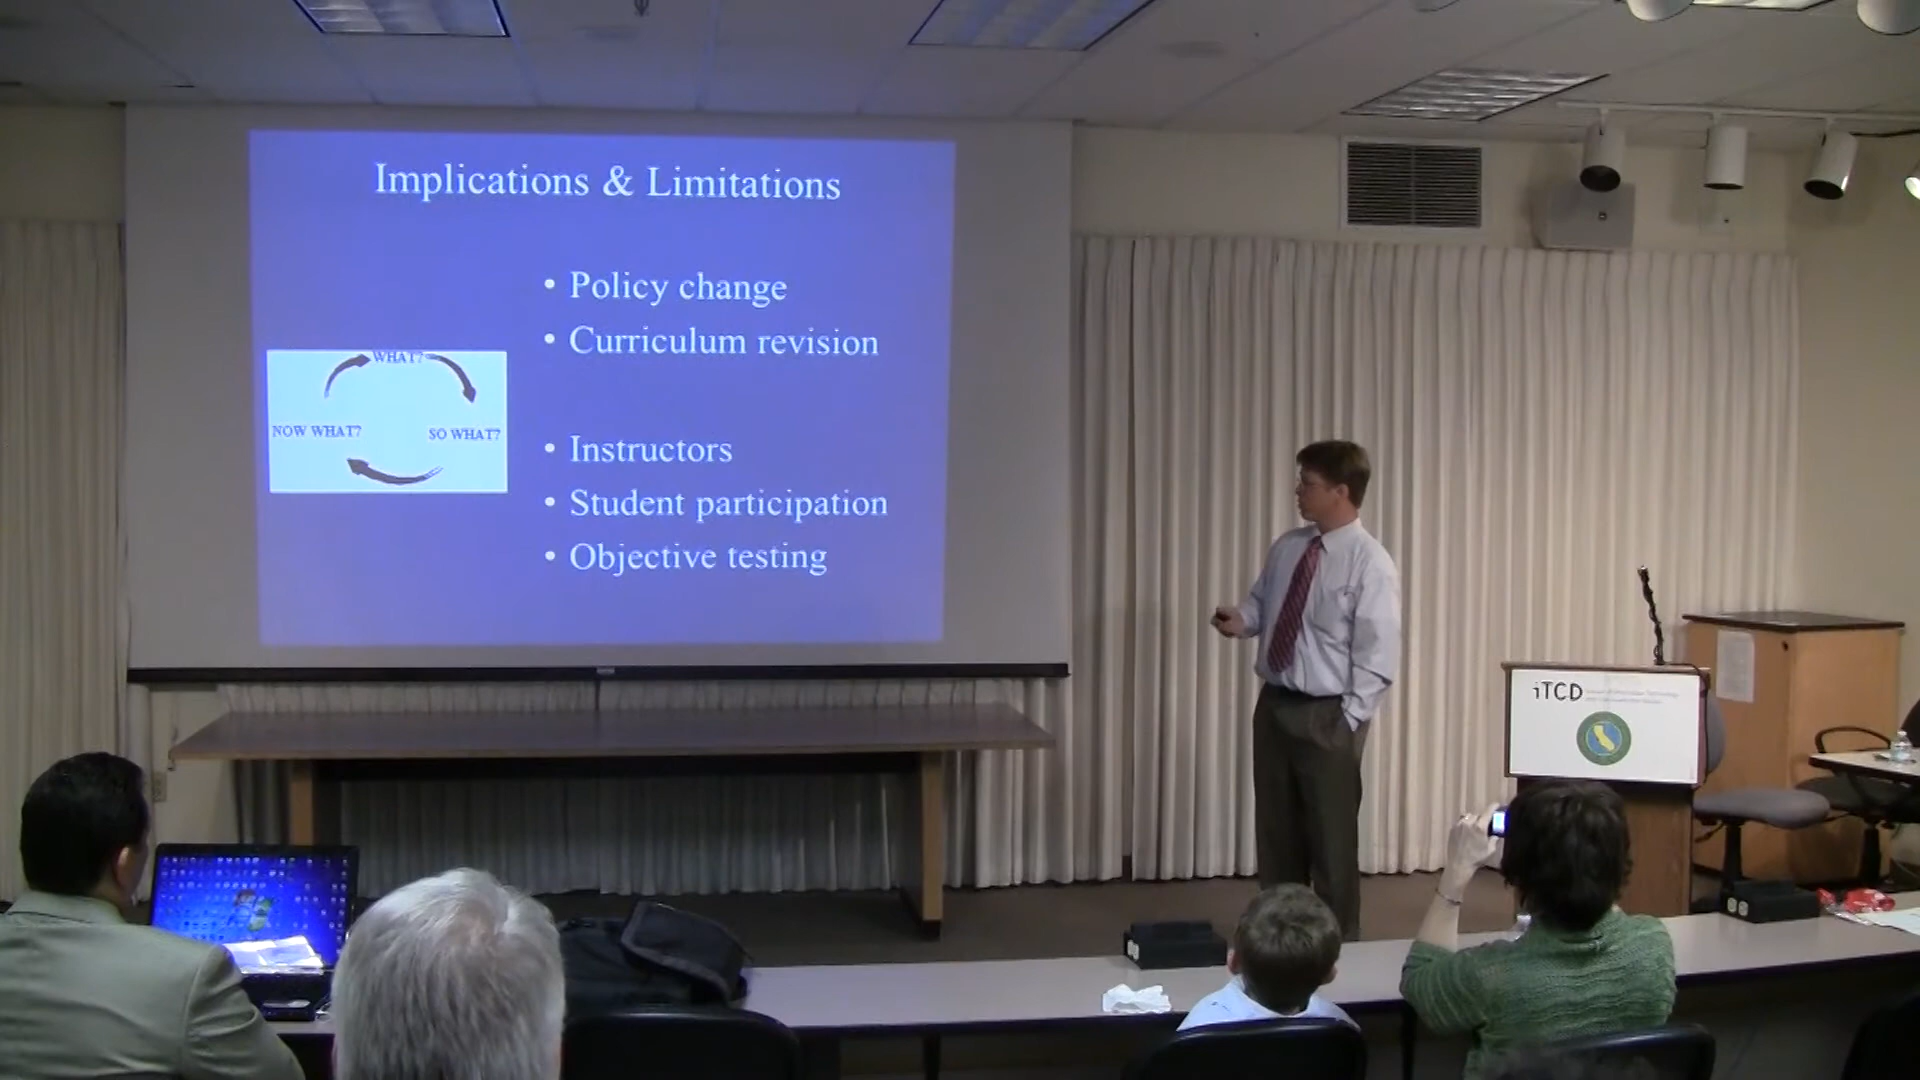 Implications & Limitations
• Policy change
• Curriculum revision
WHAT?
NOW WHAT?
SO WHAT?
• Instructors
• Student participation
• Objective testing
iTCD